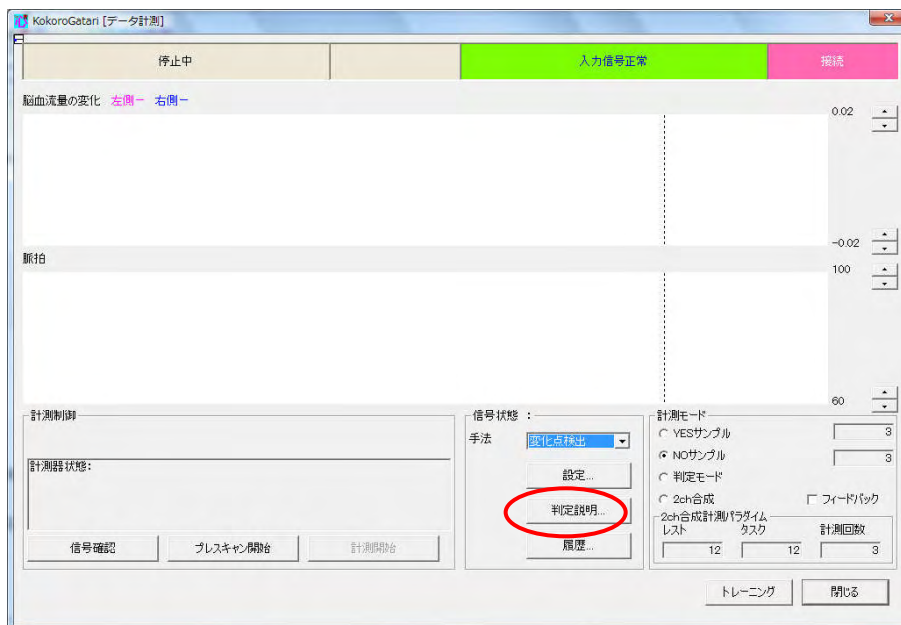 KokoroGatari [データ計測]
停止中 入力信号正常 接続
脳血流量の変化 左側ー 右側ー
0.02
-0.02
脈拍
100
60
計測制御
計測器状態:
信号確認 プレスキャン開始 計測開始
信号状態 :
手法 変化点検出
設定...
判定説明...
履歴...
計測モード
YESサンプル 3
NOサンプル 3
判定モード
2ch合成 フィードバック
2ch合成計測パラダイム
レスト タスク 計測回数
12 12 3
トレーニング 閉じる